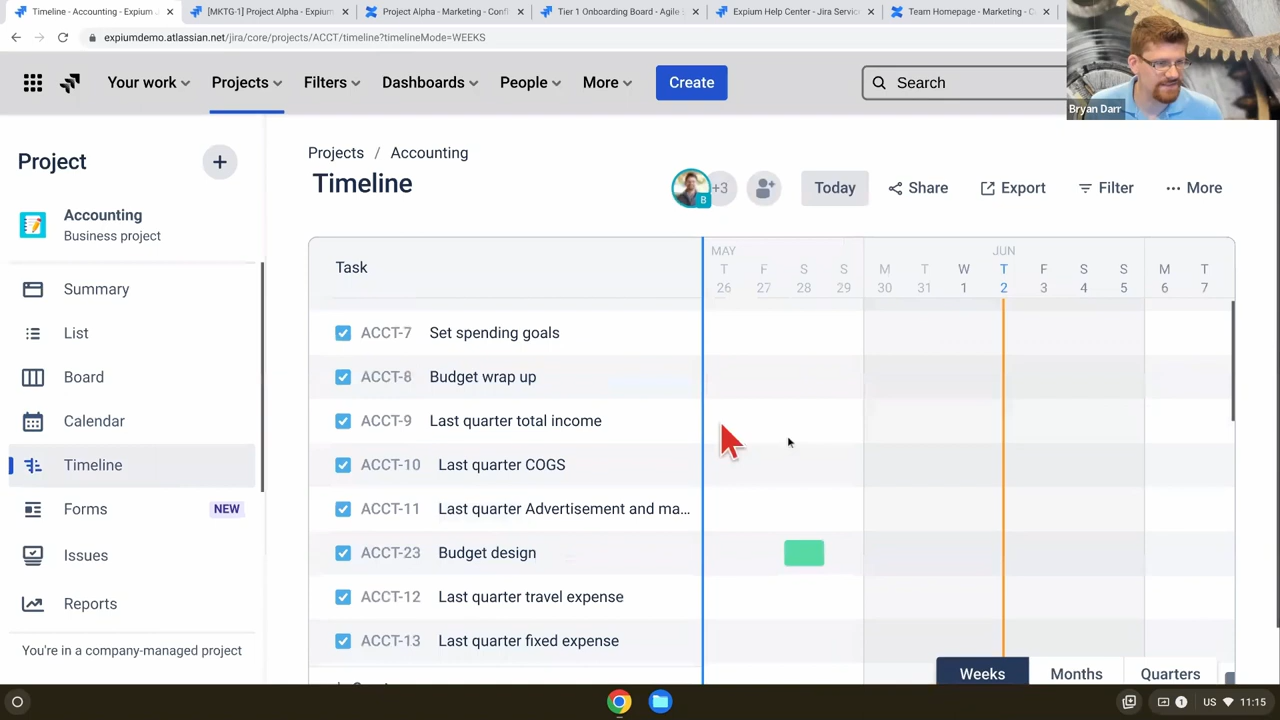 Timeline - Accounting - Expium J
[MKTG-1] Project Alpha - Expium
Project Alpha - Marketing - Confl
Tier 1 Onboarding Board - Agile B
Expium Help Center - Jira Service
Team Homepage - Marketing - C
expiumdemo.atlassian.net/jira/core/projects/ACCT/timeline?timelineMode=WEEKS
Your work Projects Filters Dashboards People More Create Search
Bryan Darr
Project
Accounting
Business project
Summary
List
Board
Calendar
Timeline
Forms NEW
Issues
Reports
You're in a company-managed project
Projects / Accounting
Timeline
B +3 Today Share Export Filter More
Task
MAY JUN
T F S S M T W T F S S M T
26 27 28 29 30 31 1 2 3 4 5 6 7
ACCT-7 Set spending goals
ACCT-8 Budget wrap up
ACCT-9 Last quarter total income
ACCT-10 Last quarter COGS
ACCT-11 Last quarter Advertisement and ma...
ACCT-23 Budget design
ACCT-12 Last quarter travel expense
ACCT-13 Last quarter fixed expense
Weeks Months Quarters
1 US 11:15